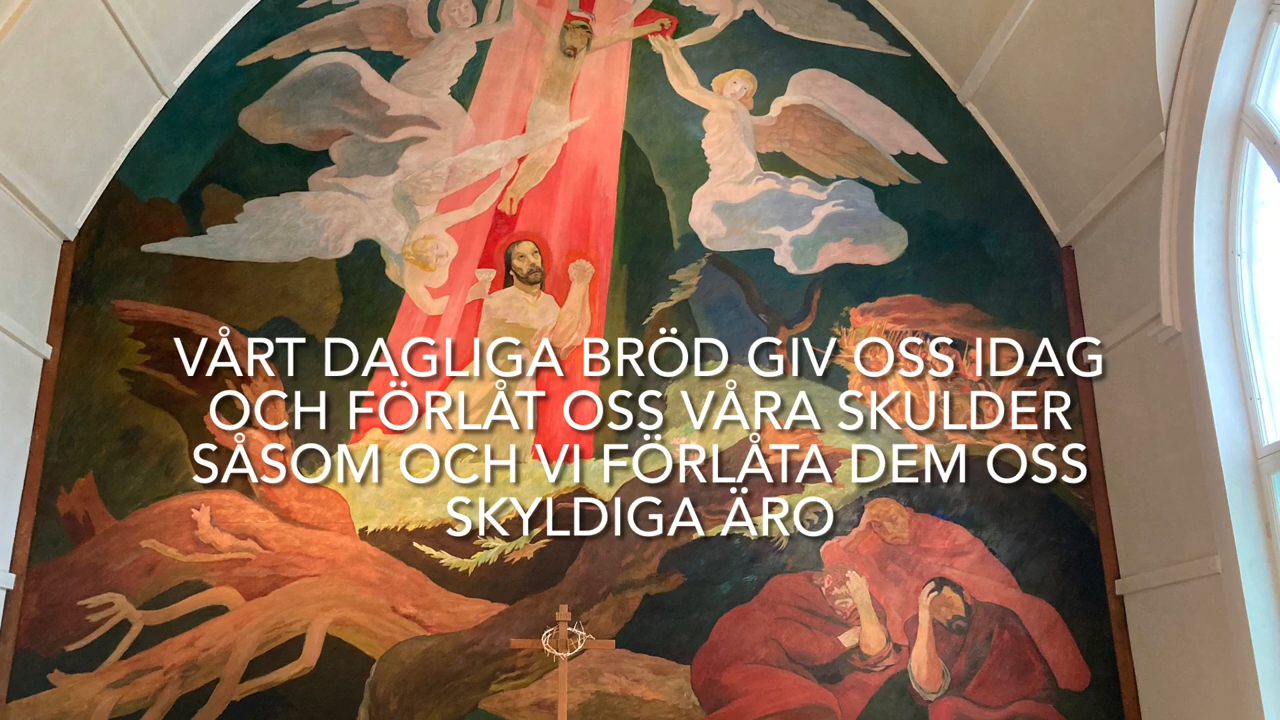 VÅRT DAGLIGA BRÖD GIV OSS IDAG
OCH FÖRLÅT OSS VÅRA SKULDER
SÅSOM OCH VI FÖRLÅTA DEM OSS
SKYLDIGA ÄRO